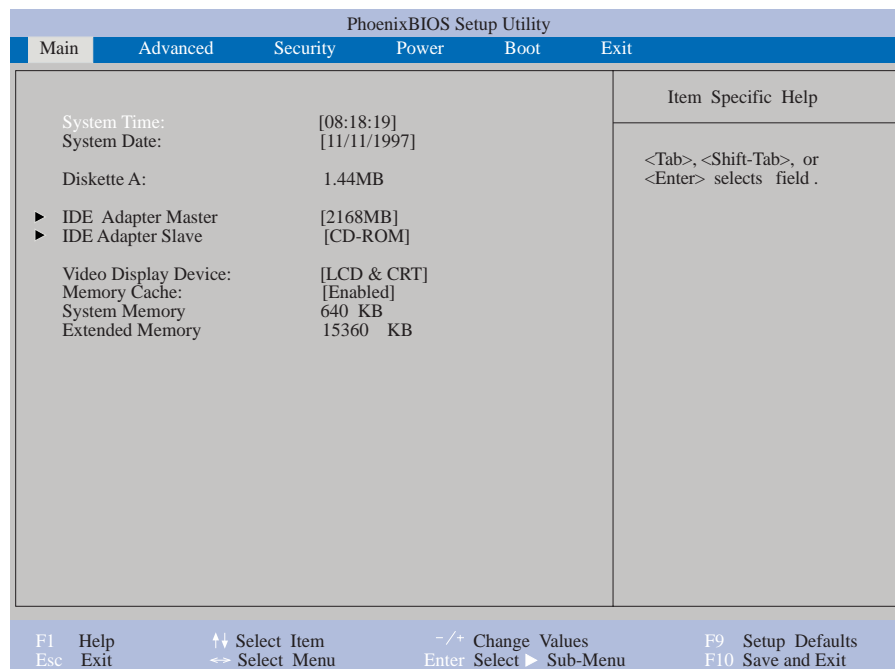 PhoenixBIOS Setup Utility
Main Advanced Security Power Boot Exit
Item Specific Help
System Time: [08:18:19]
System Date: [11/11/1997]
<Tab>, <Shift-Tab>, or
<Enter> selects field .
Diskette A: 1.44MB
IDE Adapter Master [2168MB]
IDE Adapter Slave [CD-ROM]
Video Display Device: [LCD & CRT]
Memory Cache: [Enabled]
System Memory 640 KB
Extended Memory 15360 KB
F1 Help ↑↓ Select Item -/+ Change Values F9 Setup Defaults
Esc Exit ↔ Select Menu Enter Select ▶ Sub-Menu F10 Save and Exit